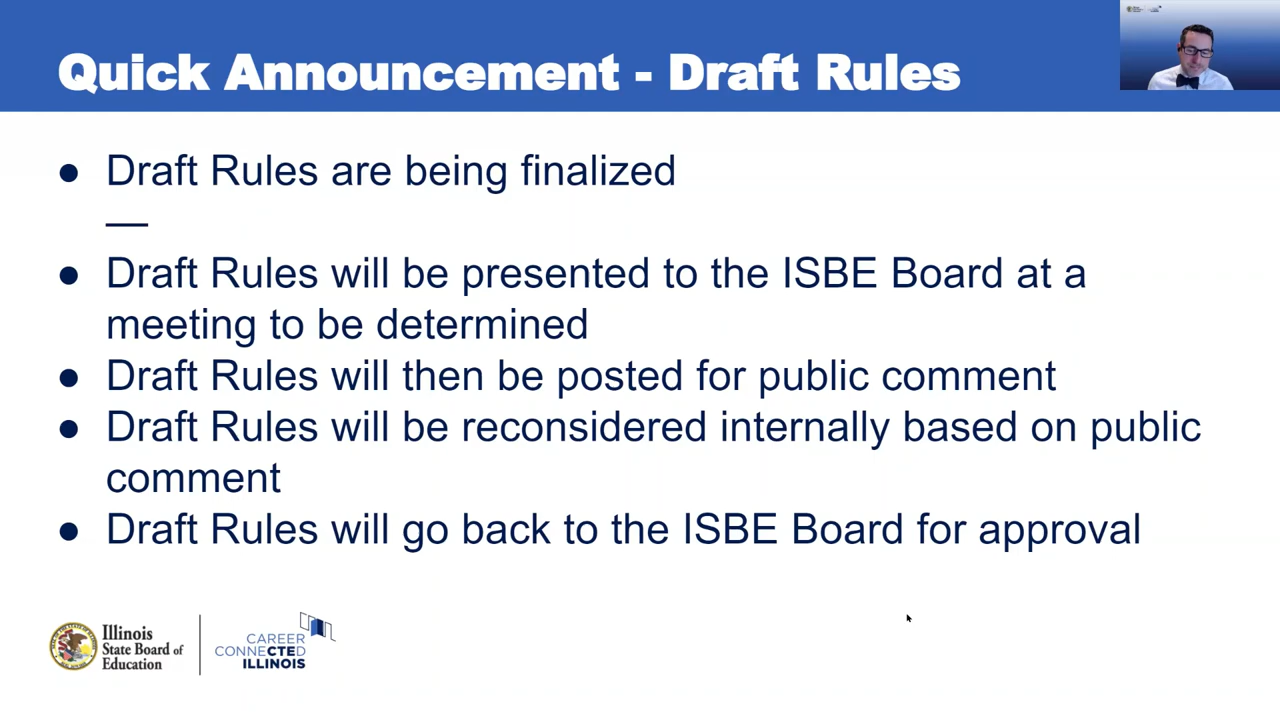 Quick Announcement - Draft Rules
● Draft Rules are being finalized
—
● Draft Rules will be presented to the ISBE Board at a
meeting to be determined
● Draft Rules will then be posted for public comment
● Draft Rules will be reconsidered internally based on public
comment
● Draft Rules will go back to the ISBE Board for approval
Illinois
State Board of
Education
CAREER
CONNECTED
ILLINOIS